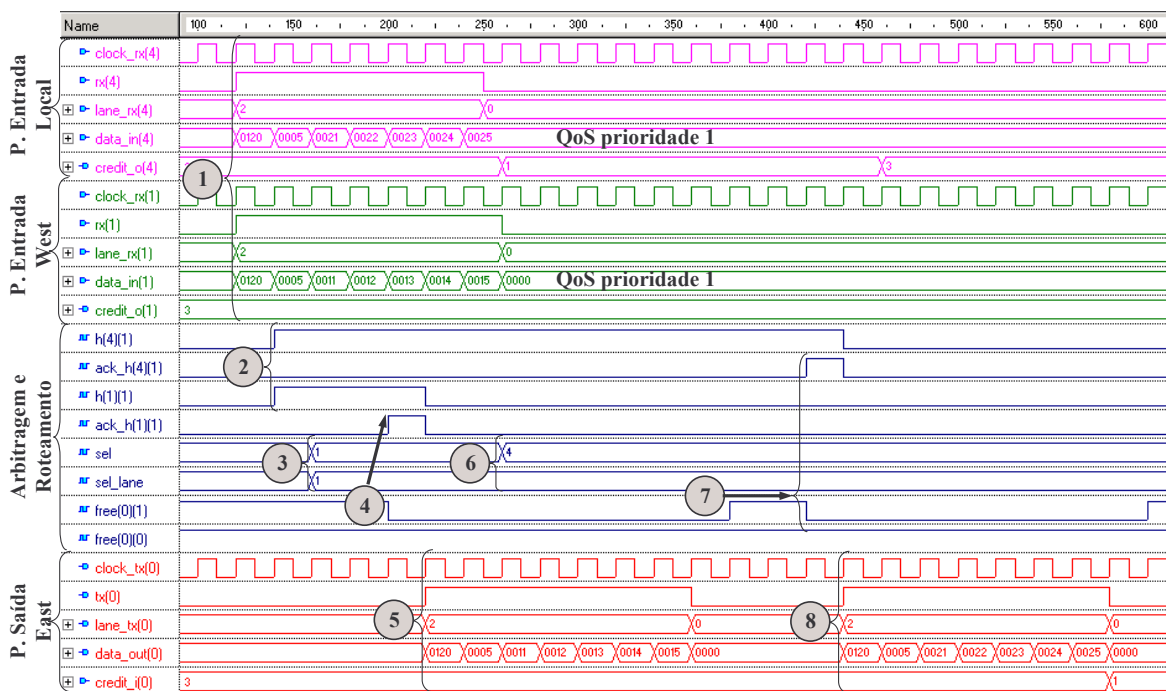 Name 100 150 200 250 300 350 400 450 500 550 600
P. Entrada Local
clock_rx(4)
rx(4)
lane_rx(4) 2 0
data_in(4) 0120 0005 0021 0022 0023 0024 0025 QoS prioridade 1
credit_o(4) 1 3
1
P. Entrada West
clock_rx(1)
rx(1)
lane_rx(1) 2 0
data_in(1) 0120 0005 0011 0012 0013 0014 0015 0000 QoS prioridade 1
credit_o(1) 3
Arbitragem e Roteamento
h(4)(1)
ack_h(4)(1)
2
h(1)(1)
ack_h(1)(1)
sel 1 4
3 6
sel_lane 1
4 7
free(0)(1)
free(0)(0)
P. Saída East
clock_tx(0)
tx(0)
5 8
lane_tx(0) 2 0 2 0
data_out(0) 0120 0005 0011 0012 0013 0014 0015 0000 0120 0005 0021 0022 0023 0024 0025 0000
credit_i(0) 3 1